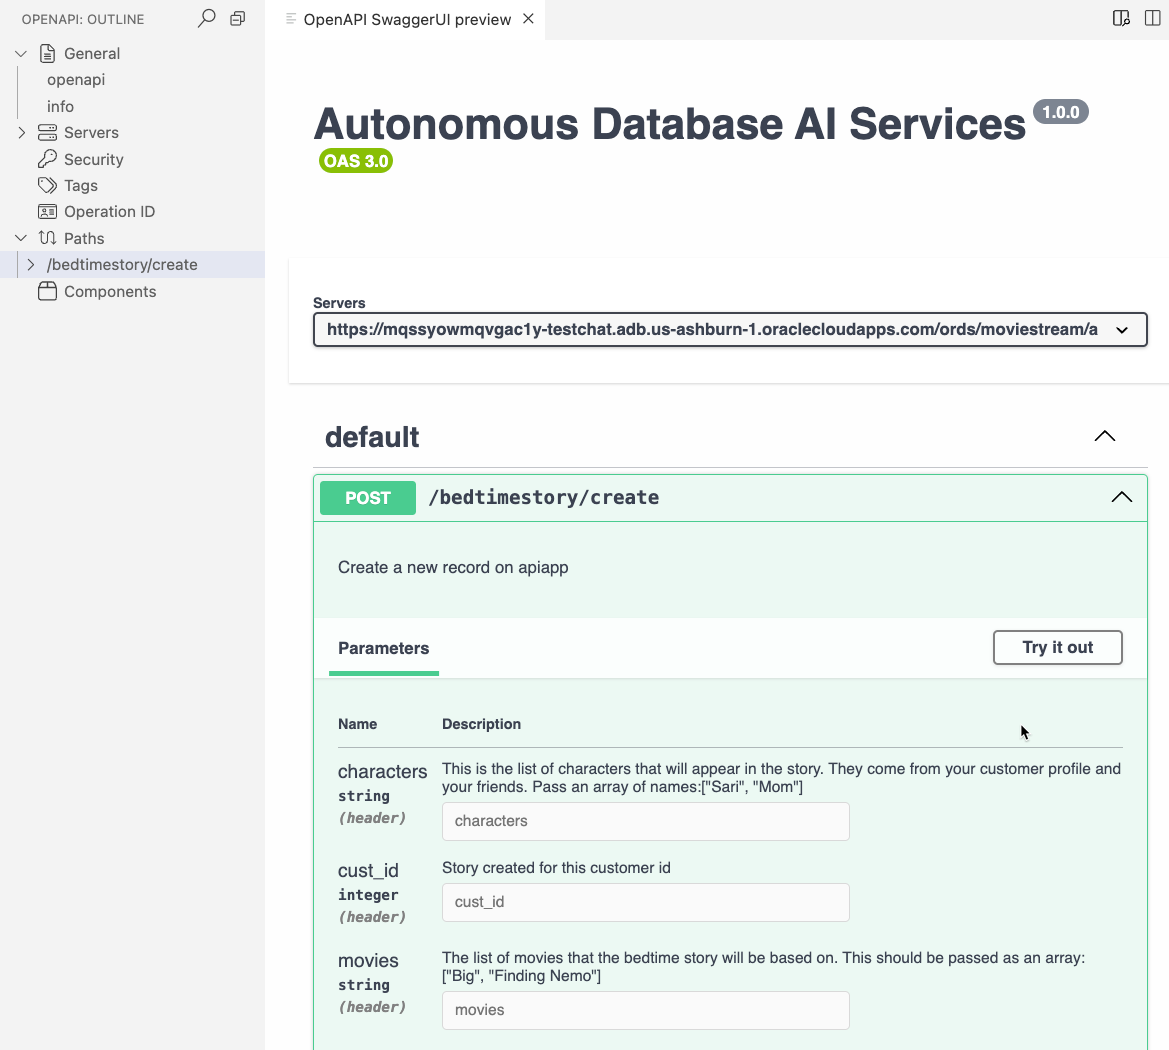 OPENAPI: OUTLINE
General
openapi
info
Servers
Security
Tags
Operation ID
Paths
/bedtimestory/create
Components
OpenAPI SwaggerUI preview
Autonomous Database AI Services 1.0.0
OAS 3.0
Servers
https://mqssyowmqvgac1y-testchat.adb.us-ashburn-1.oraclecloudapps.com/ords/moviestream/a
default
POST /bedtimestory/create
Create a new record on apiapp
Parameters Try it out
Name Description
characters
string
(header)
This is the list of characters that will appear in the story. They come from your customer profile and
your friends. Pass an array of names:["Sari", "Mom"]
characters
cust_id
integer
(header)
Story created for this customer id
cust_id
movies
string
(header)
The list of movies that the bedtime story will be based on. This should be passed as an array:
["Big", "Finding Nemo"]
movies